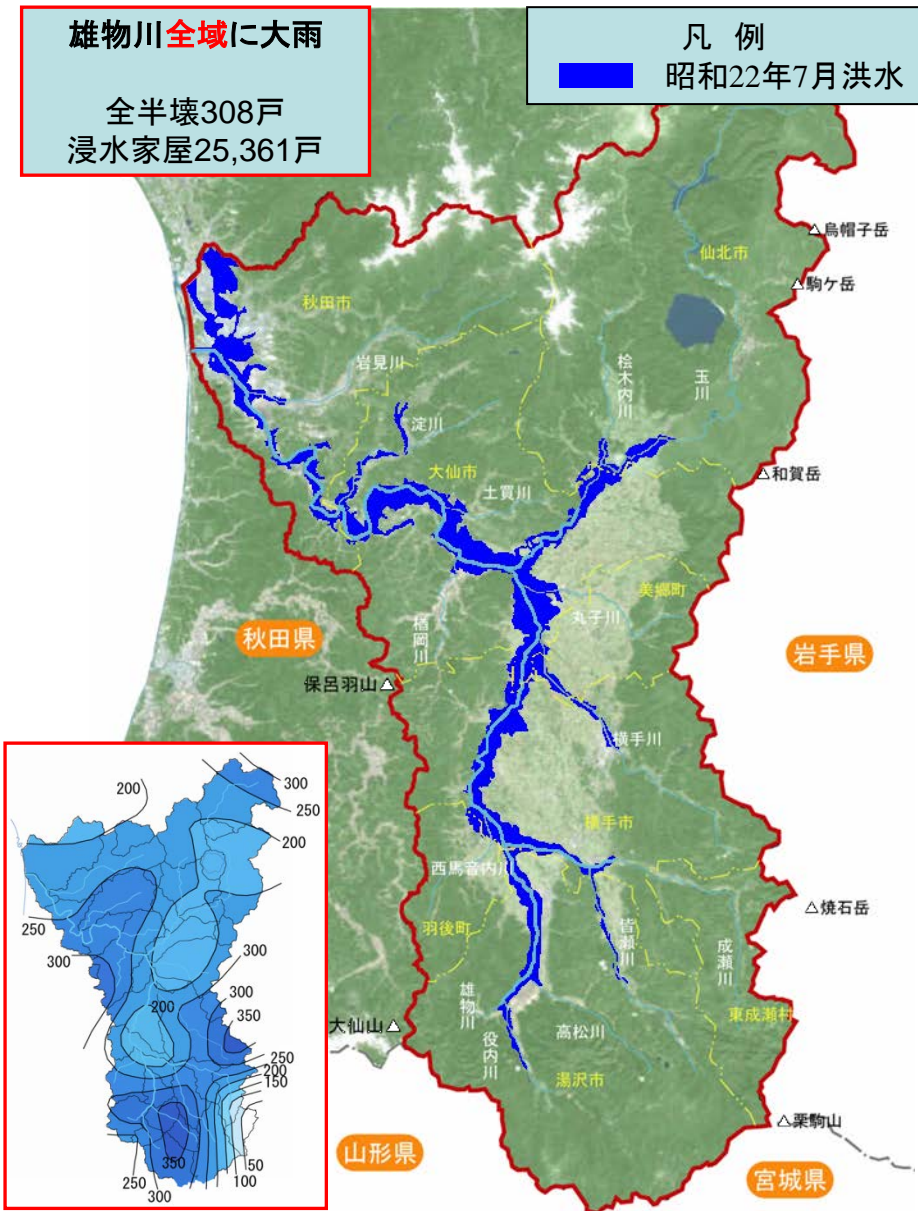 雄物川全域に大雨
全半壊308戸
浸水家屋25,361戸
凡 例
昭和22年7月洪水
烏帽子岳
仙北市
駒ケ岳
秋田市
岩見川
桧木内川
玉川
淀川
大仙市
和賀岳
土買川
美郷町
丸子川
楢岡川
秋田県
岩手県
保呂羽山
横手川
横手市
西馬音内川
焼石岳
羽後町
皆瀬川
成瀬川
雄物川
東成瀬村
大仙山
高松川
役内川
湯沢市
栗駒山
山形県
宮城県
200
300
250
200
250
300
300
300
200
350
250
200
150
350
50
250
100
300